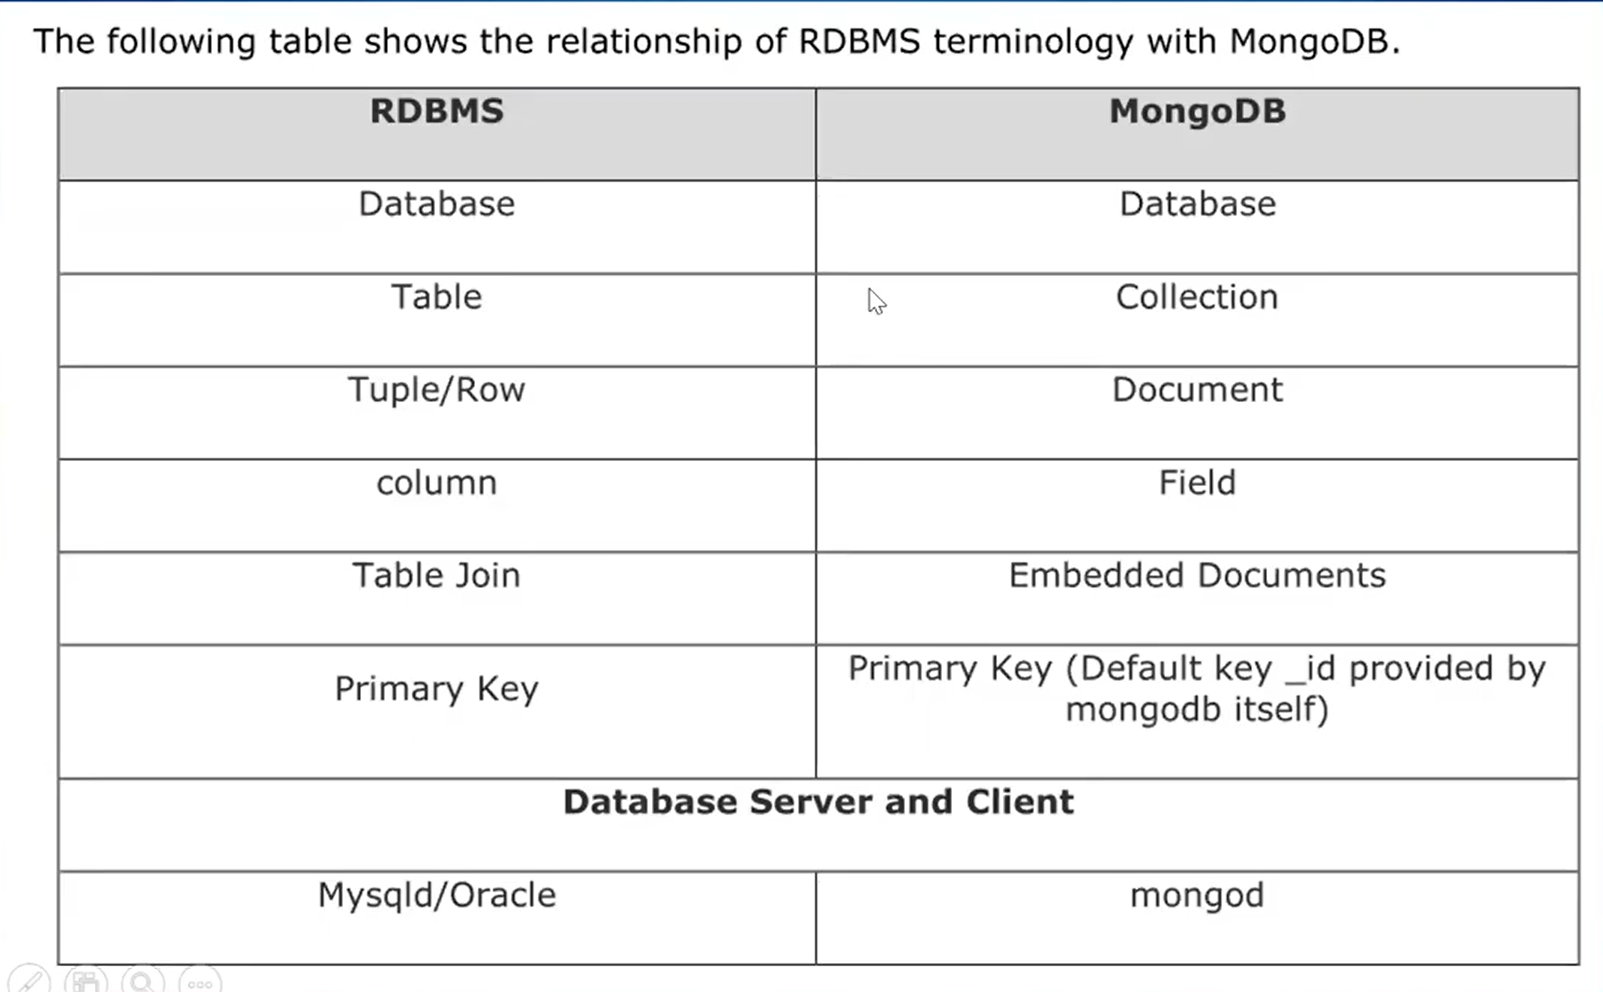 The following table shows the relationship of RDBMS terminology with MongoDB.
RDBMS MongoDB
Database Database
Table Collection
Tuple/Row Document
column Field
Table Join Embedded Documents
Primary Key Primary Key (Default key _id provided by
mongodb itself)
Database Server and Client
Mysqld/Oracle mongod